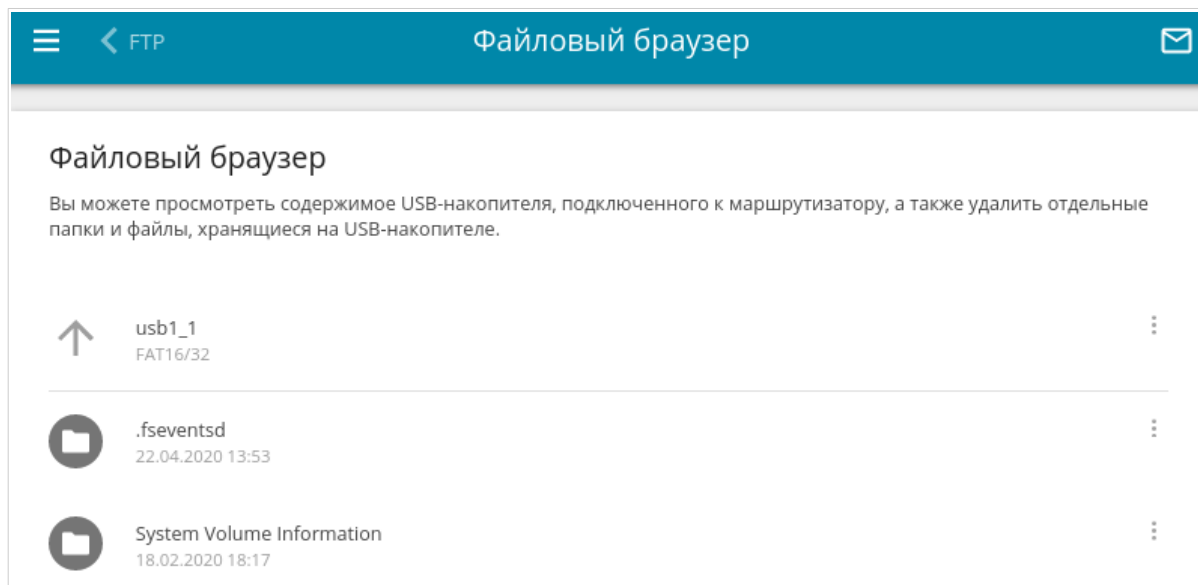 FTP
Файловый браузер
Файловый браузер
Вы можете просмотреть содержимое USB-накопителя, подключенного к маршрутизатору, а также удалить отдельные
папки и файлы, хранящиеся на USB-накопителе.
usb1_1
FAT16/32
.fseventsd
22.04.2020 13:53
System Volume Information
18.02.2020 18:17